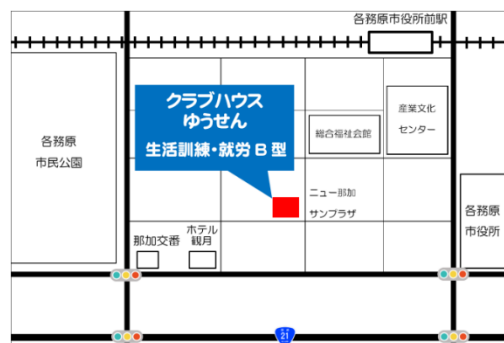 各務原市役所前駅
クラブハウス
ゆうせん
生活訓練・就労B型
産業文化
センター
総合福祉会館
各務原
市民公園
ニュー那加
サンプラザ
各務原
市役所
ホテル
観月
那加交番
21